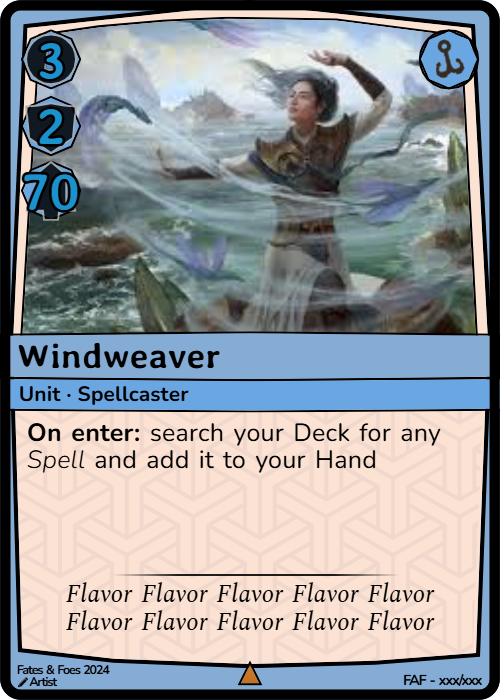 3
2
70
Windweaver
Unit · Spellcaster
On enter: search your Deck for any
Spell and add it to your Hand
Flavor Flavor Flavor Flavor Flavor
Flavor Flavor Flavor Flavor Flavor
Fates & Foes 2024
Artist
FAF - xxx/xxx